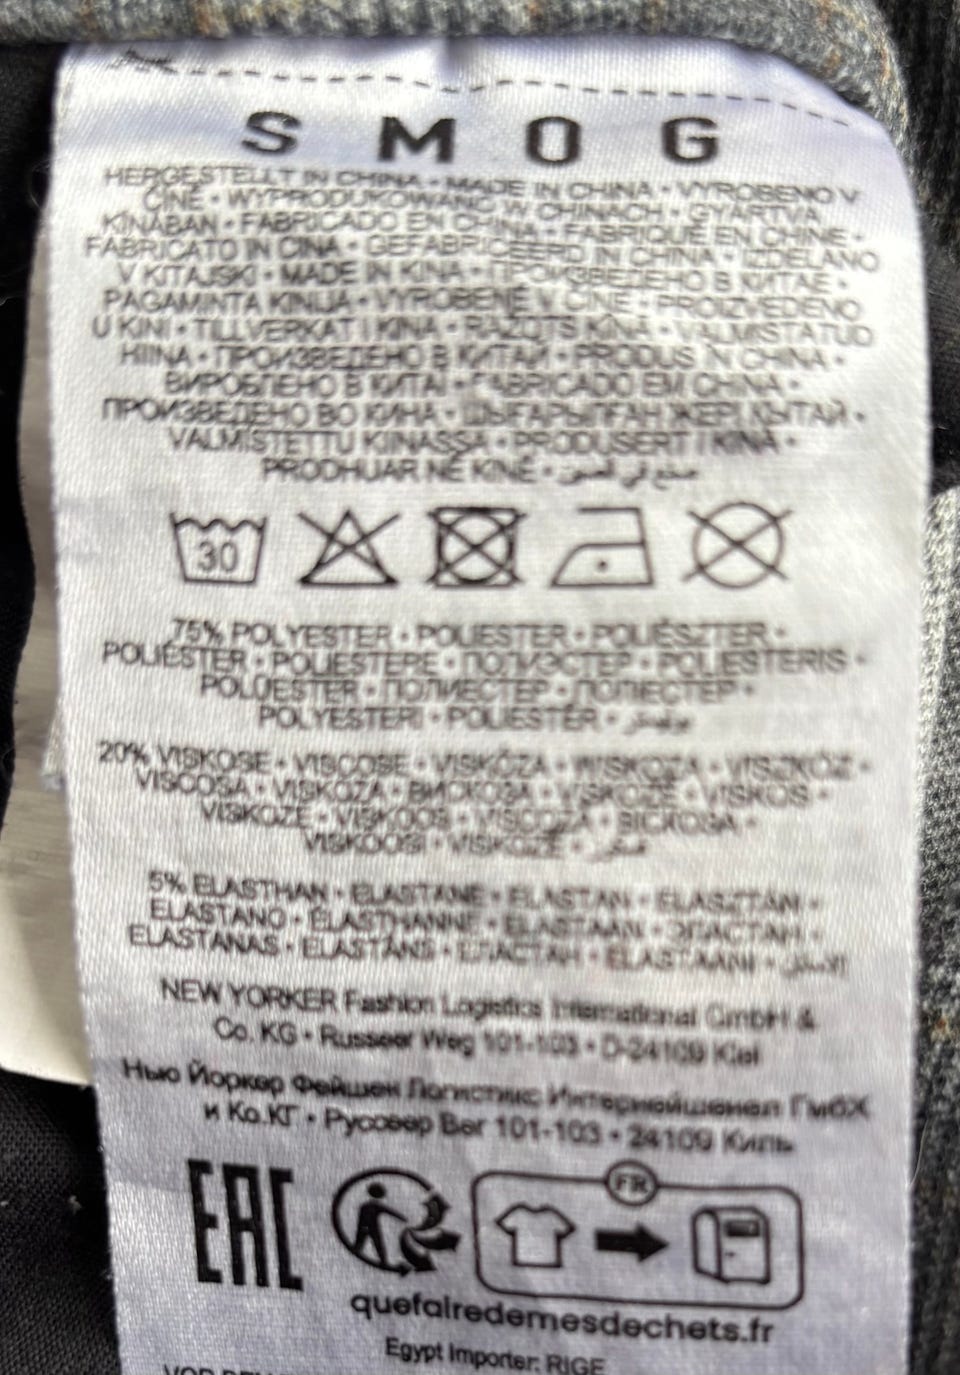 SMOG
HERGESTELLT IN CHINA • MADE IN CHINA • VYROBENO V
ČÍNĚ • WYPRODUKOWANO W CHINACH • GYÁRTVA
KÍNÁBAN • FABRICADO EN CHINA • FABRIQUÉ EN CHINE •
FABRICATO IN CINA • GEFABRICEERD IN CHINA • IZDELANO
V KITAJSKI • MADE IN KINA • ПРОИЗВЕДЕНО В КИТАЕ •
PAGAMINTA KINIJA • VYROBENÉ V ČÍNE • PROIZVEDENO
U KINI • TILLVERKAT I KINA • RAŽOTS ĶĪNĀ • VALMISTATUD
HIINA • ПРОИЗВЕДЕНО В КИТАЙ • PRODUS ÎN CHINA •
ВИРОБЛЕНО В КИТАЇ • FABRICADO EM CHINA •
ПРОИЗВЕДЕНО ВО КИНА • ШЫҒАРЫЛҒАН ЖЕРІ ҚЫТАЙ •
VALMISTETTU KIINASSA • PRODUSERT I KINA •
PRODHUAR NË KINË • صنع في الصين
30
75% POLYESTER • POLIESTER • POLIÉSZTER •
POLIÉSTER • POLIESTERE • ПОЛИЭСТЕР • POLIESTERIS •
POLÜESTER • ПОЛИЕСТЕР • ПОЛІЕСТЕР •
POLYESTERI • POLIESTËR • بوليستر
20% VISKOSE • VISCOSE • VISKÓZA • WISKOZA • VISZKÓZ •
VISCOSA • VISKOZA • ВИСКОЗА • VISKOZĖ • VISKOS •
VISKOZE • VISKOOS • VISCOZA • ВІСКОЗА •
VISKOOSI • VISKOZË •
5% ELASTHAN • ELASTANE • ELASTAN • ELASZTÁN •
ELASTANO • ÉLASTHANNE • ELASTAAN • ЭЛАСТАН •
ELASTANAS • ELASTĀNS • ЕЛАСТАН • ELASTAANI •
NEW YORKER Fashion Logistics International GmbH &
Co. KG • Russeer Weg 101-103 • D-24109 Kiel
Нью Йоркер Фейшен Логистикс Интернейшенел ГмбХ
и Ко.КГ • Руссеер Вег 101-103 • 24109 Киль
EAC
FR
quefairedemesdechets.fr
Egypt Importer: RIGE